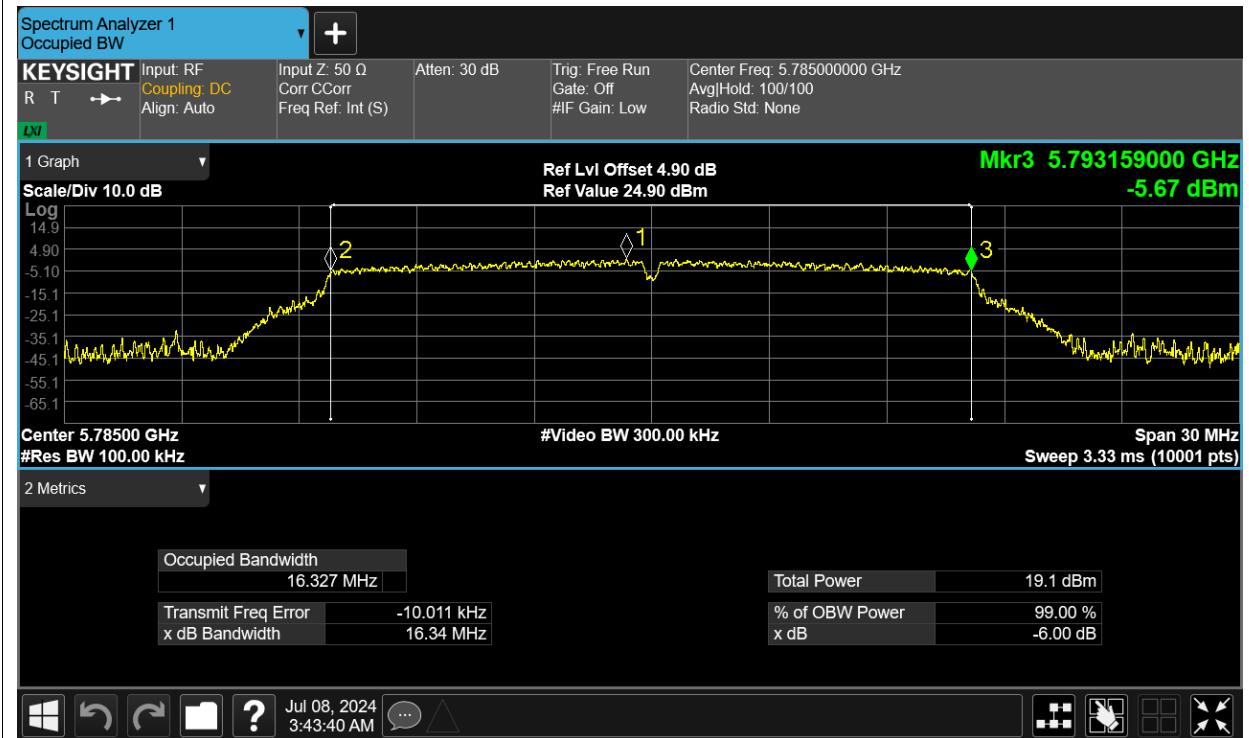 Spectrum Analyzer 1
Occupied BW
KEYSIGHT
R T
LXI
Input: RF
Coupling: DC
Align: Auto
Input Z: 50 Ω
Corr CCorr
Freq Ref: Int (S)
Atten: 30 dB
Trig: Free Run
Gate: Off
#IF Gain: Low
Center Freq: 5.785000000 GHz
Avg|Hold: 100/100
Radio Std: None
1 Graph
Scale/Div 10.0 dB
Ref Lvl Offset 4.90 dB
Ref Value 24.90 dBm
Mkr3 5.793159000 GHz
-5.67 dBm
Log
14.9
4.90
-5.10
-15.1
-25.1
-35.1
-45.1
-55.1
-65.1
2
1
3
Center 5.78500 GHz
#Res BW 100.00 kHz
#Video BW 300.00 kHz
Span 30 MHz
Sweep 3.33 ms (10001 pts)
2 Metrics
Occupied Bandwidth
16.327 MHz
Transmit Freq Error -10.011 kHz
x dB Bandwidth 16.34 MHz
Total Power 19.1 dBm
% of OBW Power 99.00 %
x dB -6.00 dB
?
Jul 08, 2024
3:43:40 AM